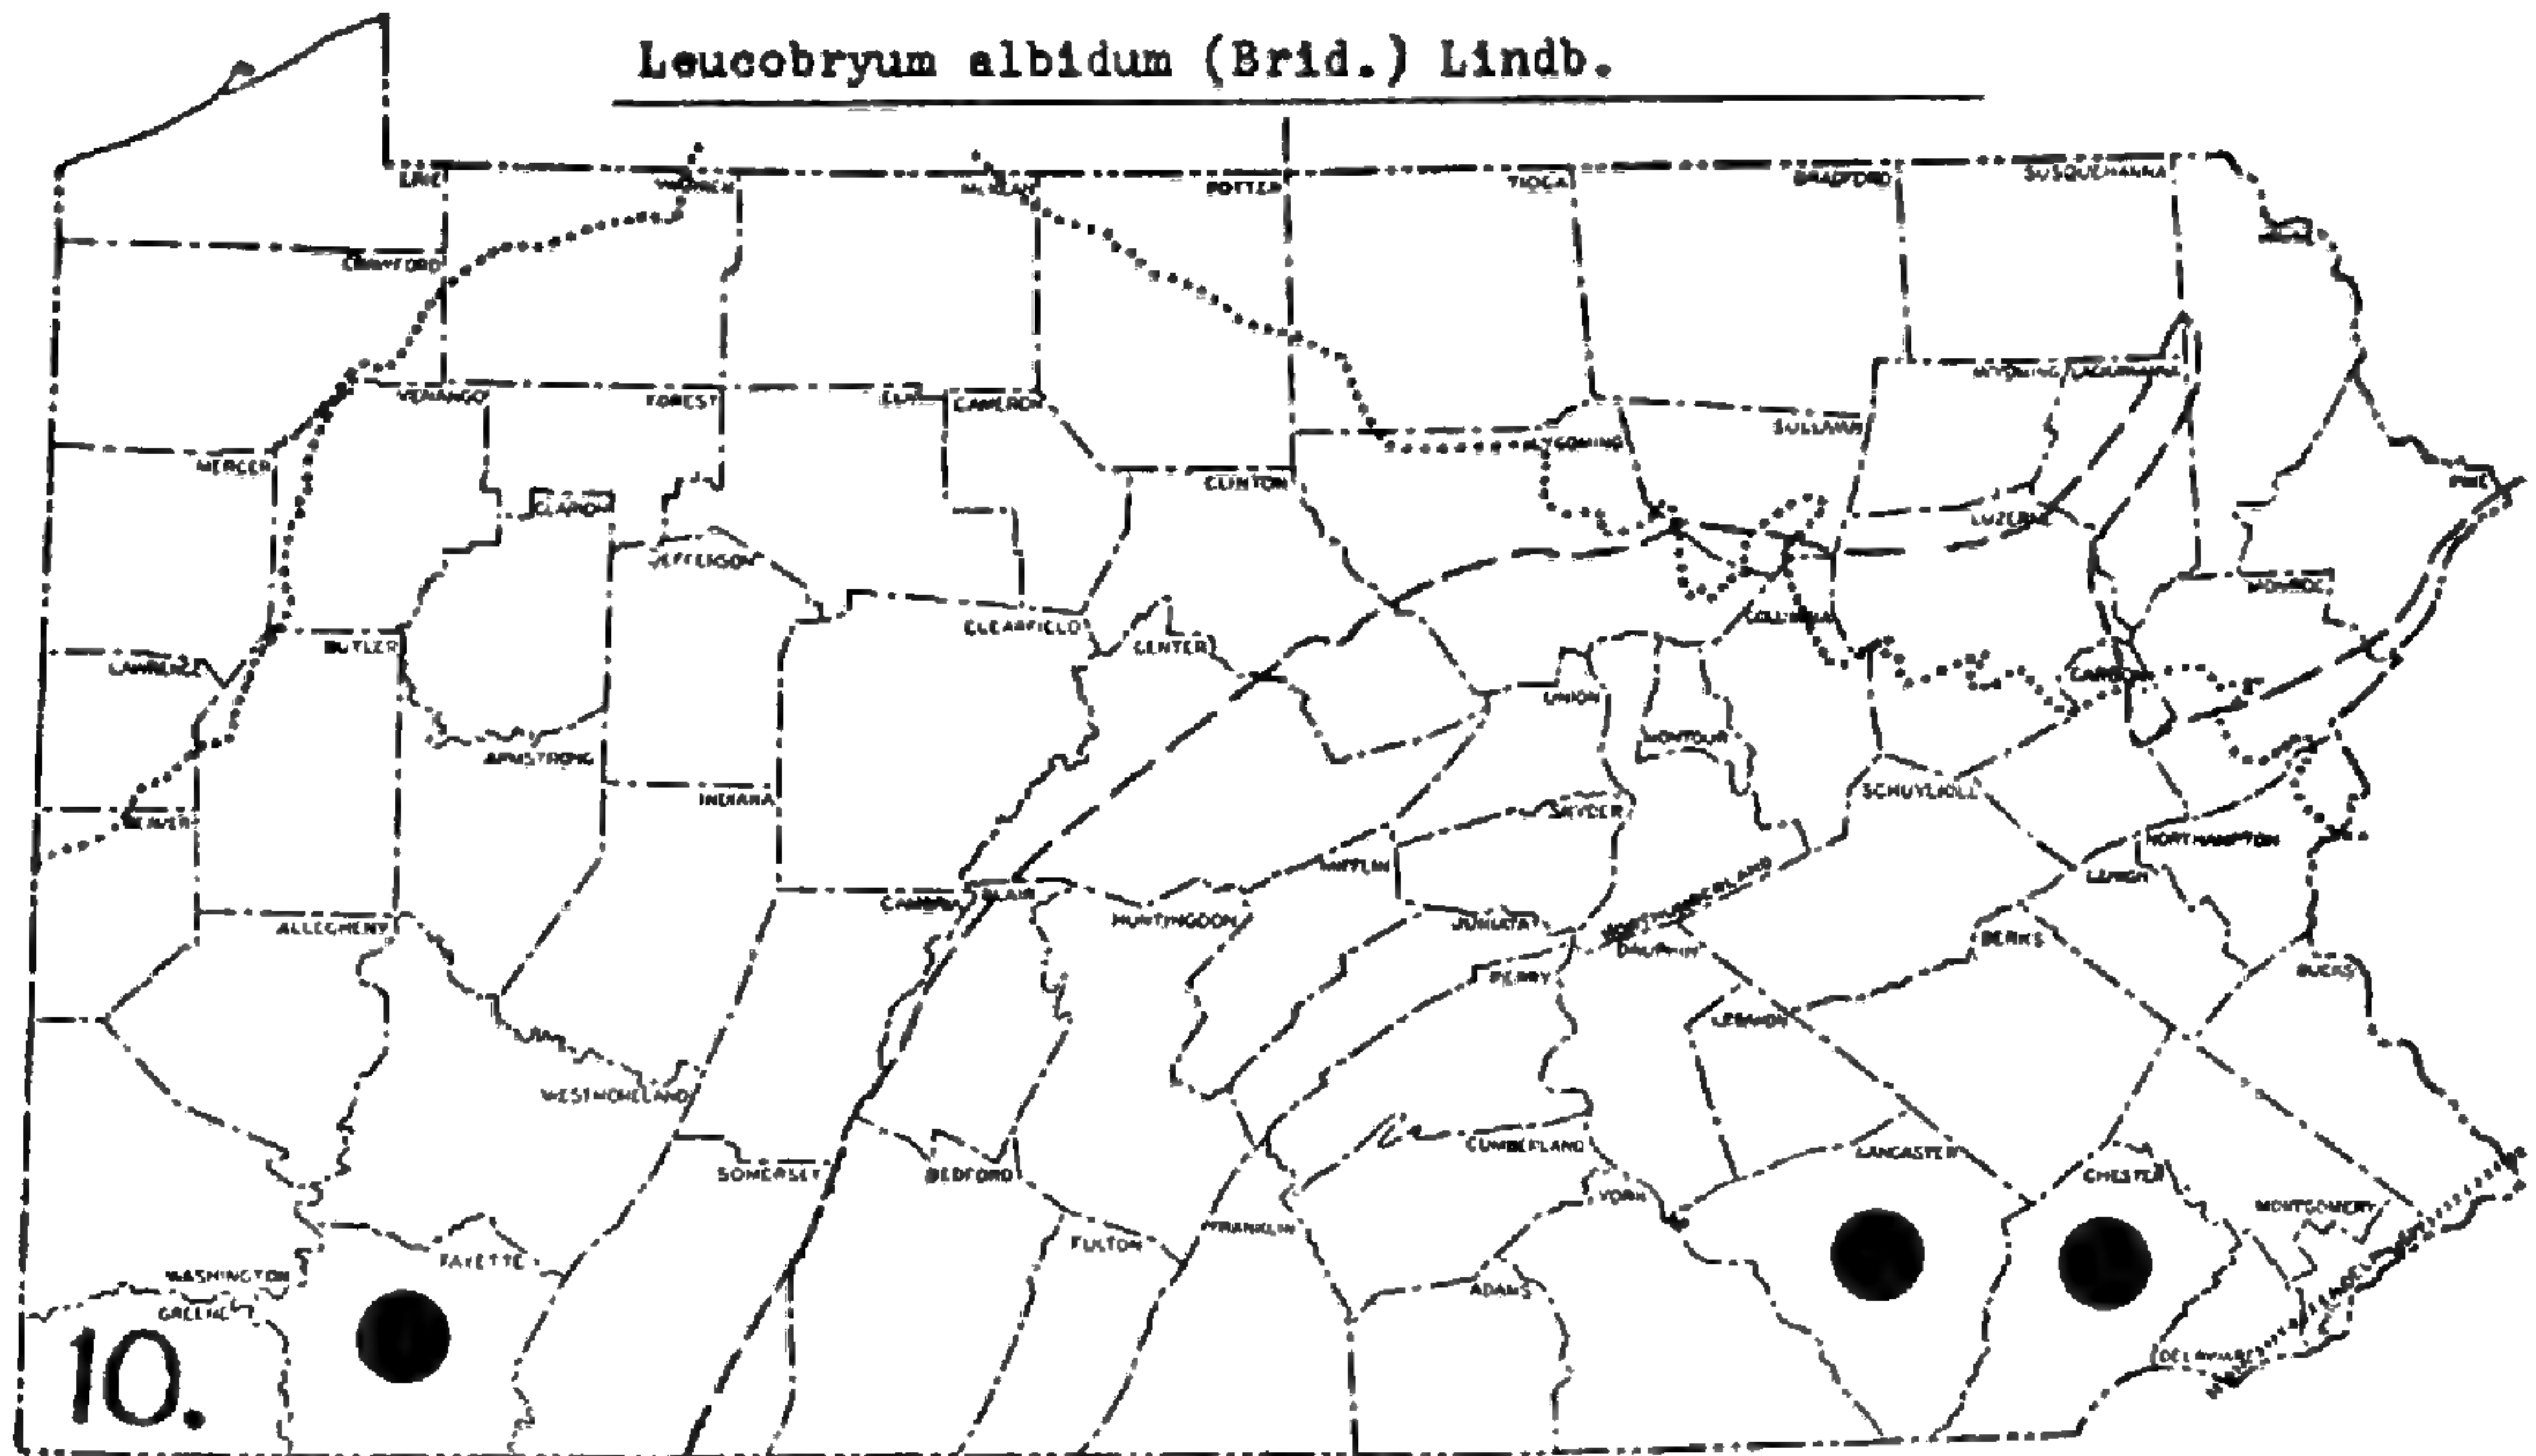 Leucobryum albidum (Brid.) Lindb.
ERIE
WARREN
McKEAN
POTTER
TIOGA
BRADFORD
SUSQUEHANNA
CRAWFORD
VENANGO
FOREST
ELK
CAMERON
WYOMING
LACKAWANNA
SULLIVAN
LYCOMING
MERCER
CLINTON
PIKE
CLARION
LUZERNE
JEFFERSON
MONROE
COLUMBIA
CLEARFIELD
CENTER
BUTLER
LAWRENCE
CARBON
UNION
MONTOUR
ARMSTRONG
INDIANA
SCHUYLKILL
SNYDER
BEAVER
NORTHAMPTON
MIFFLIN
LEHIGH
BLAIR
CAMBRIA
HUNTINGDON
JUNIATA
NORTHUMBERLAND
ALLEGHENY
DAUPHIN
BERKS
PERRY
BUCKS
LEBANON
WESTMORELAND
CUMBERLAND
LANCASTER
SOMERSET
BEDFORD
CHESTER
YORK
MONTGOMERY
FRANKLIN
FULTON
FAYETTE
WASHINGTON
ADAMS
GREENE
DELAWARE
10.